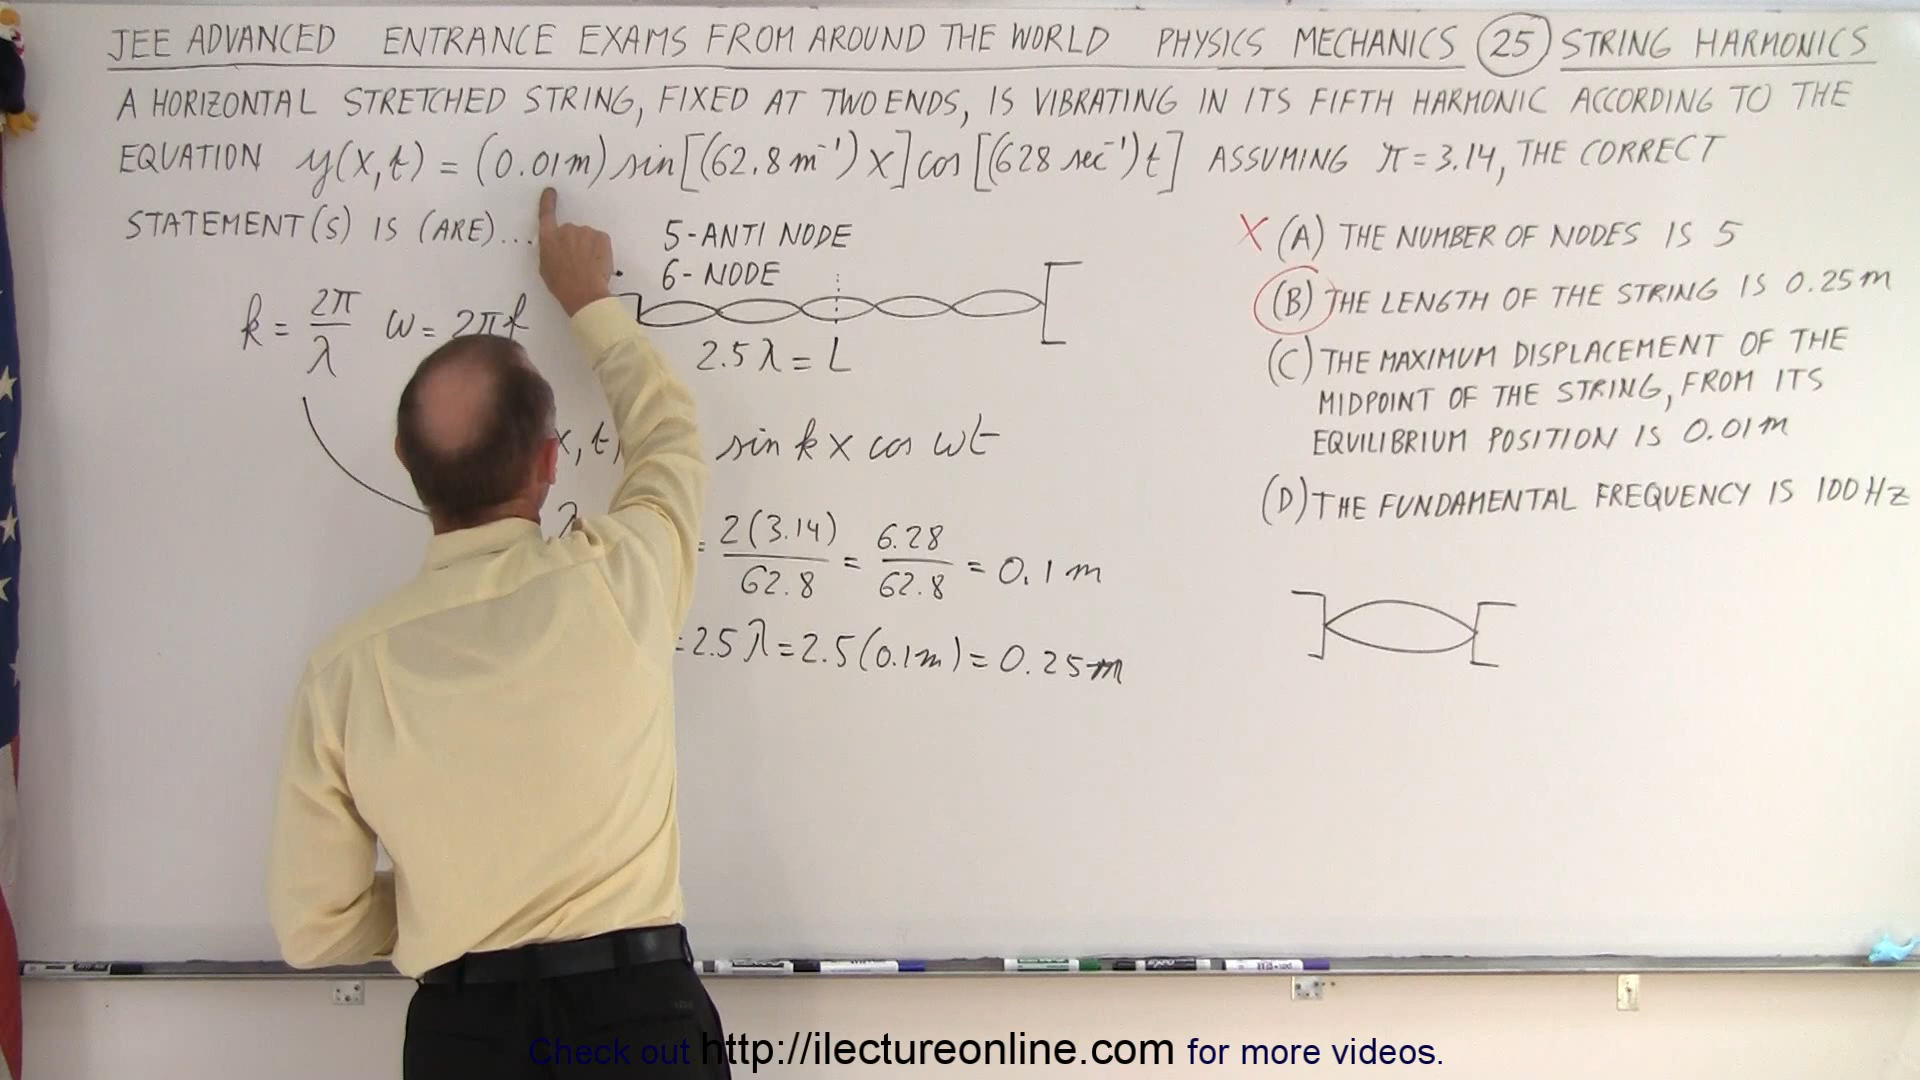 JEE ADVANCED ENTRANCE EXAMS FROM AROUND THE WORLD PHYSICS MECHANICS (25) STRING HARMONICS
A HORIZONTAL STRETCHED STRING, FIXED AT TWO ENDS, IS VIBRATING IN ITS FIFTH HARMONIC ACCORDING TO THE
EQUATION y(x,t) = (0.01m) sin[(62.8 m⁻¹) x] cos[(628 sec⁻¹) t] ASSUMING π = 3.14, THE CORRECT
STATEMENT(S) IS (ARE)...
5-ANTI NODE
6- NODE
k = 2π/λ ω = 2πf
2.5 λ = L
x,t) sin k x cos ωt
λ = 2(3.14)/62.8 = 6.28/62.8 = 0.1 m
= 2.5 λ = 2.5 (0.1m) = 0.25m
X (A) THE NUMBER OF NODES IS 5
(B) THE LENGTH OF THE STRING IS 0.25m
(C) THE MAXIMUM DISPLACEMENT OF THE
MIDPOINT OF THE STRING, FROM ITS
EQUILIBRIUM POSITION IS 0.01m
(D) THE FUNDAMENTAL FREQUENCY IS 100 Hz
Check out http://ilectureonline.com for more videos.